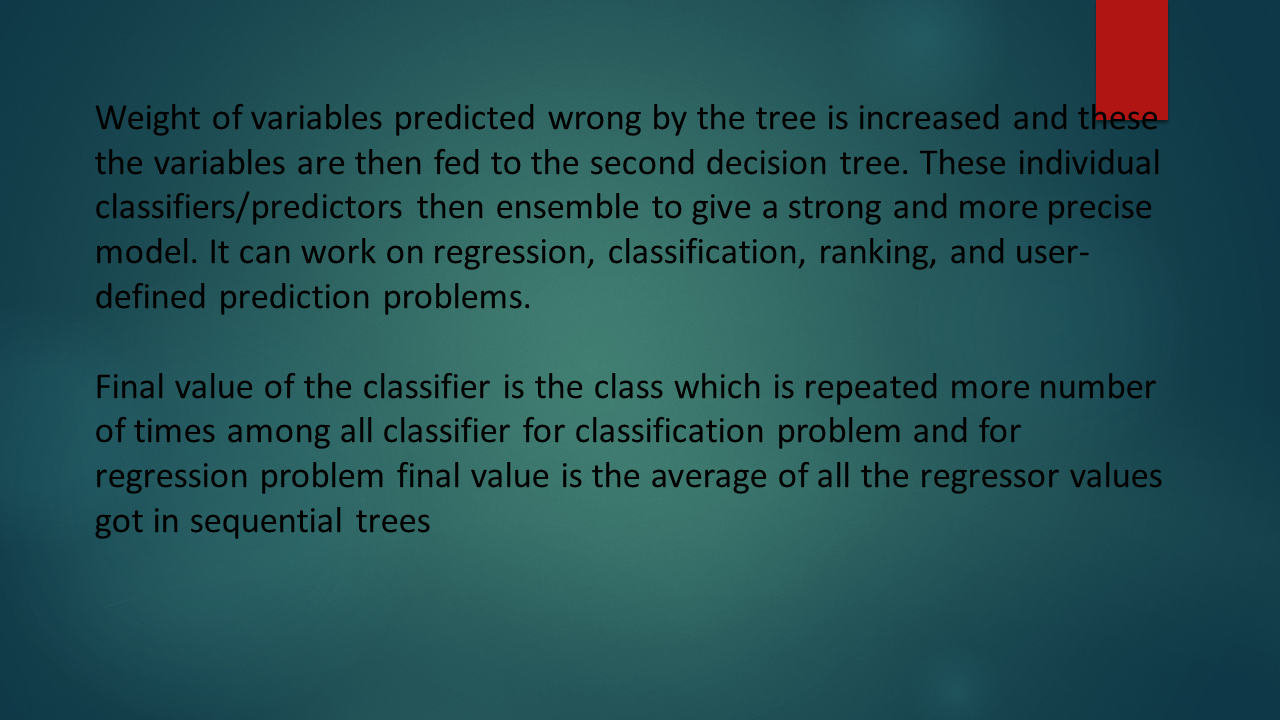 Weight of variables predicted wrong by the tree is increased and these
the variables are then fed to the second decision tree. These individual
classifiers/predictors then ensemble to give a strong and more precise
model. It can work on regression, classification, ranking, and user-
defined prediction problems.
Final value of the classifier is the class which is repeated more number
of times among all classifier for classification problem and for
regression problem final value is the average of all the regressor values
got in sequential trees